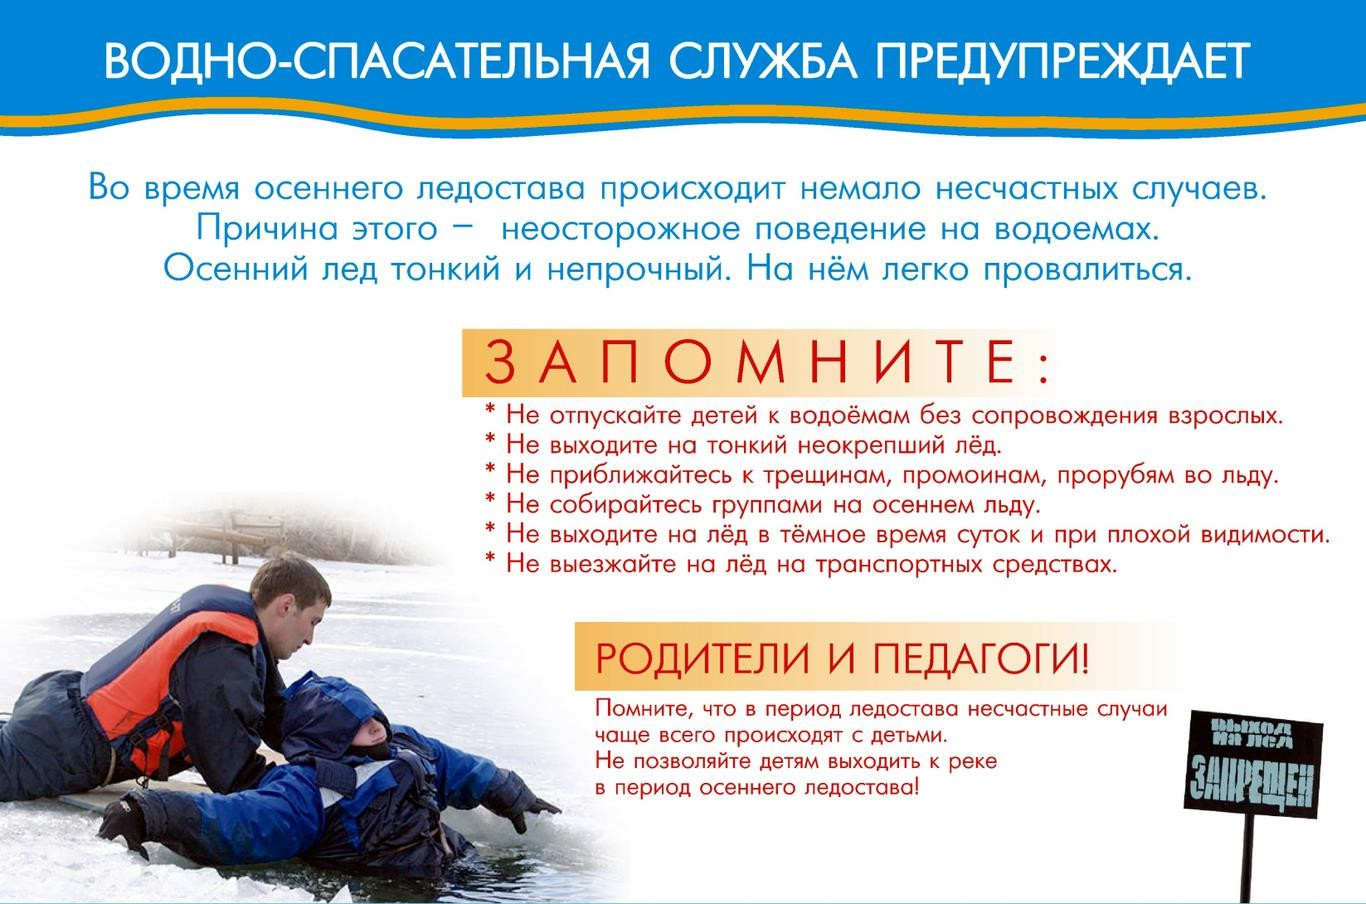 ВОДНО-СПАСАТЕЛЬНАЯ СЛУЖБА ПРЕДУПРЕЖДАЕТ
Во время осеннего ледостава происходит немало несчастных случаев.
Причина этого – неосторожное поведение на водоемах.
Осенний лед тонкий и непрочный. На нём легко провалиться.
ЗАПОМНИТЕ:
* Не отпускайте детей к водоёмам без сопровождения взрослых.
* Не выходите на тонкий неокрепший лёд.
* Не приближайтесь к трещинам, промоинам, прорубям во льду.
* Не собирайтесь группами на осеннем льду.
* Не выходите на лёд в тёмное время суток и при плохой видимости.
* Не выезжайте на лёд на транспортных средствах.
РОДИТЕЛИ И ПЕДАГОГИ!
Помните, что в период ледостава несчастные случаи
чаще всего происходят с детьми.
Не позволяйте детям выходить к реке
в период осеннего ледостава!
ВЫХОД
НА ЛЕД
ЗАПРЕЩЕН